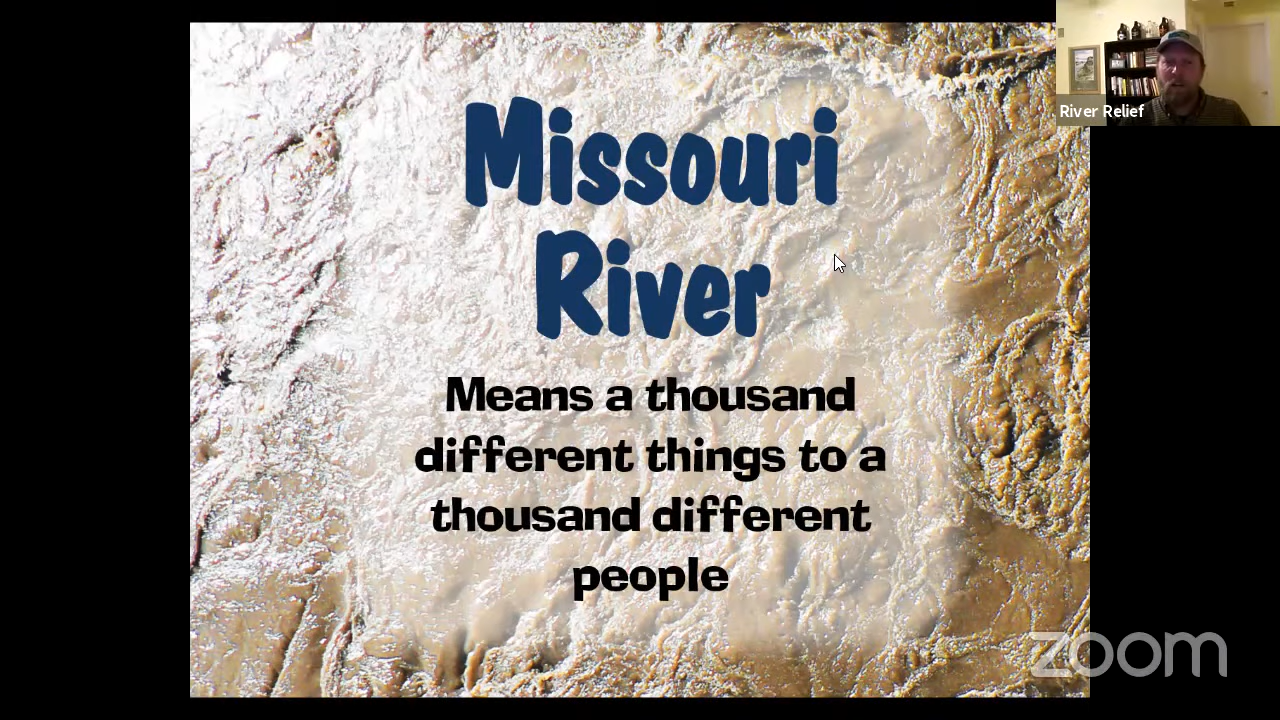 River Relief
Missouri
River
Means a thousand
different things to a
thousand different
people
zoom